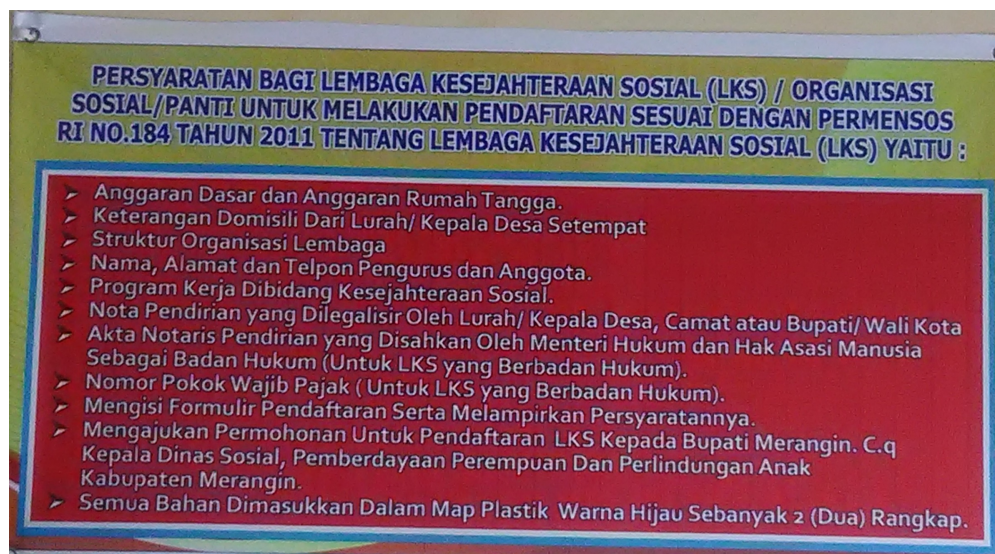 PERSYARATAN BAGI LEMBAGA KESEJAHTERAAN SOSIAL (LKS) / ORGANISASI
SOSIAL/PANTI UNTUK MELAKUKAN PENDAFTARAN SESUAI DENGAN PERMENSOS
RI NO.184 TAHUN 2011 TENTANG LEMBAGA KESEJAHTERAAN SOSIAL (LKS) YAITU :
➢ Anggaran Dasar dan Anggaran Rumah Tangga.
➢ Keterangan Domisili Dari Lurah/ Kepala Desa Setempat
➢ Struktur Organisasi Lembaga
➢ Nama, Alamat dan Telpon Pengurus dan Anggota.
➢ Program Kerja Dibidang Kesejahteraan Sosial.
➢ Nota Pendirian yang Dilegalisir Oleh Lurah/ Kepala Desa, Camat atau Bupati/ Wali Kota
➢ Akta Notaris Pendirian yang Disahkan Oleh Menteri Hukum dan Hak Asasi Manusia
Sebagai Badan Hukum (Untuk LKS yang Berbadan Hukum).
➢ Nomor Pokok Wajib Pajak ( Untuk LKS yang Berbadan Hukum).
➢ Mengisi Formulir Pendaftaran Serta Melampirkan Persyaratannya.
➢ Mengajukan Permohonan Untuk Pendaftaran LKS Kepada Bupati Merangin. C.q
Kepala Dinas Sosial, Pemberdayaan Perempuan Dan Perlindungan Anak
Kabupaten Merangin.
➢ Semua Bahan Dimasukkan Dalam Map Plastik Warna Hijau Sebanyak 2 (Dua) Rangkap.